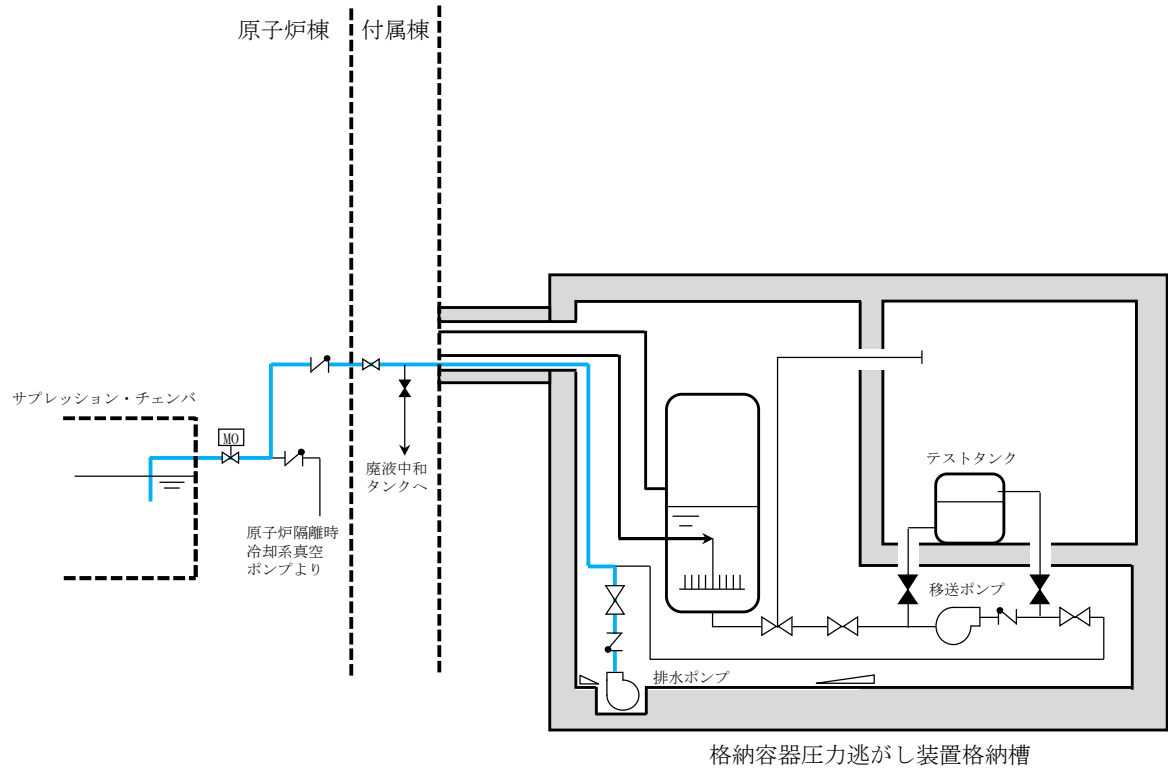 原子炉棟
付属棟
サプレッション・チェンバ
MO
廃液中和
タンクへ
原子炉隔離時
冷却系真空
ポンプより
テストタンク
移送ポンプ
排水ポンプ
格納容器圧力逃がし装置格納槽